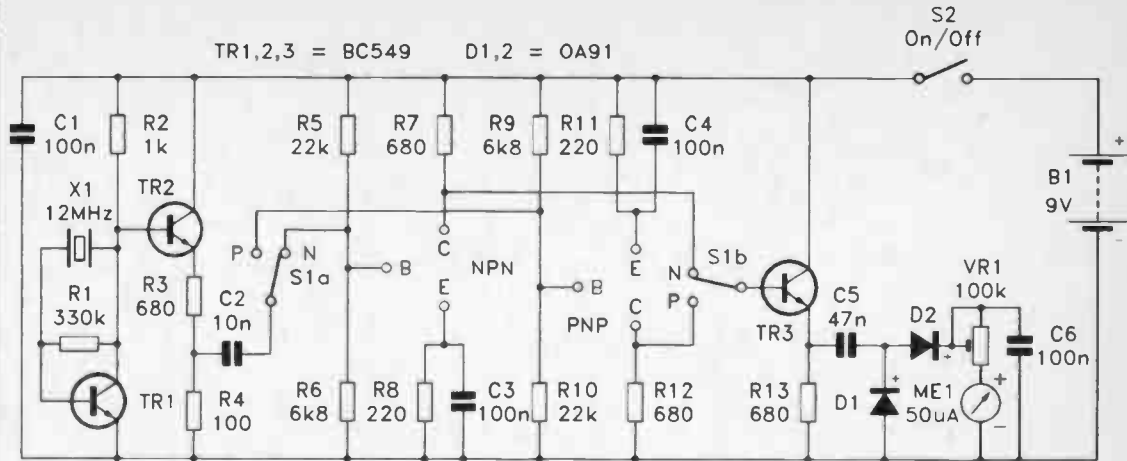 S2
On/Off
TR1,2,3 = BC549
D1,2 = OA91
C1
100n
R2
1k
R5
22k
R7
680
R9
6k8
R11
220
C4
100n
+
B1
9V
-
X1
12MHz
TR2
P
N
S1a
B
C
NPN
E
B
PNP
E
C
N
S1b
P
TR3
R1
330k
R3
680
C2
10n
C5
47n
D2
+
VR1
100k
C6
100n
TR1
R4
100
R6
6k8
R8
220
C3
100n
R10
22k
R12
680
R13
680
D1
+
ME1
50uA
+
-